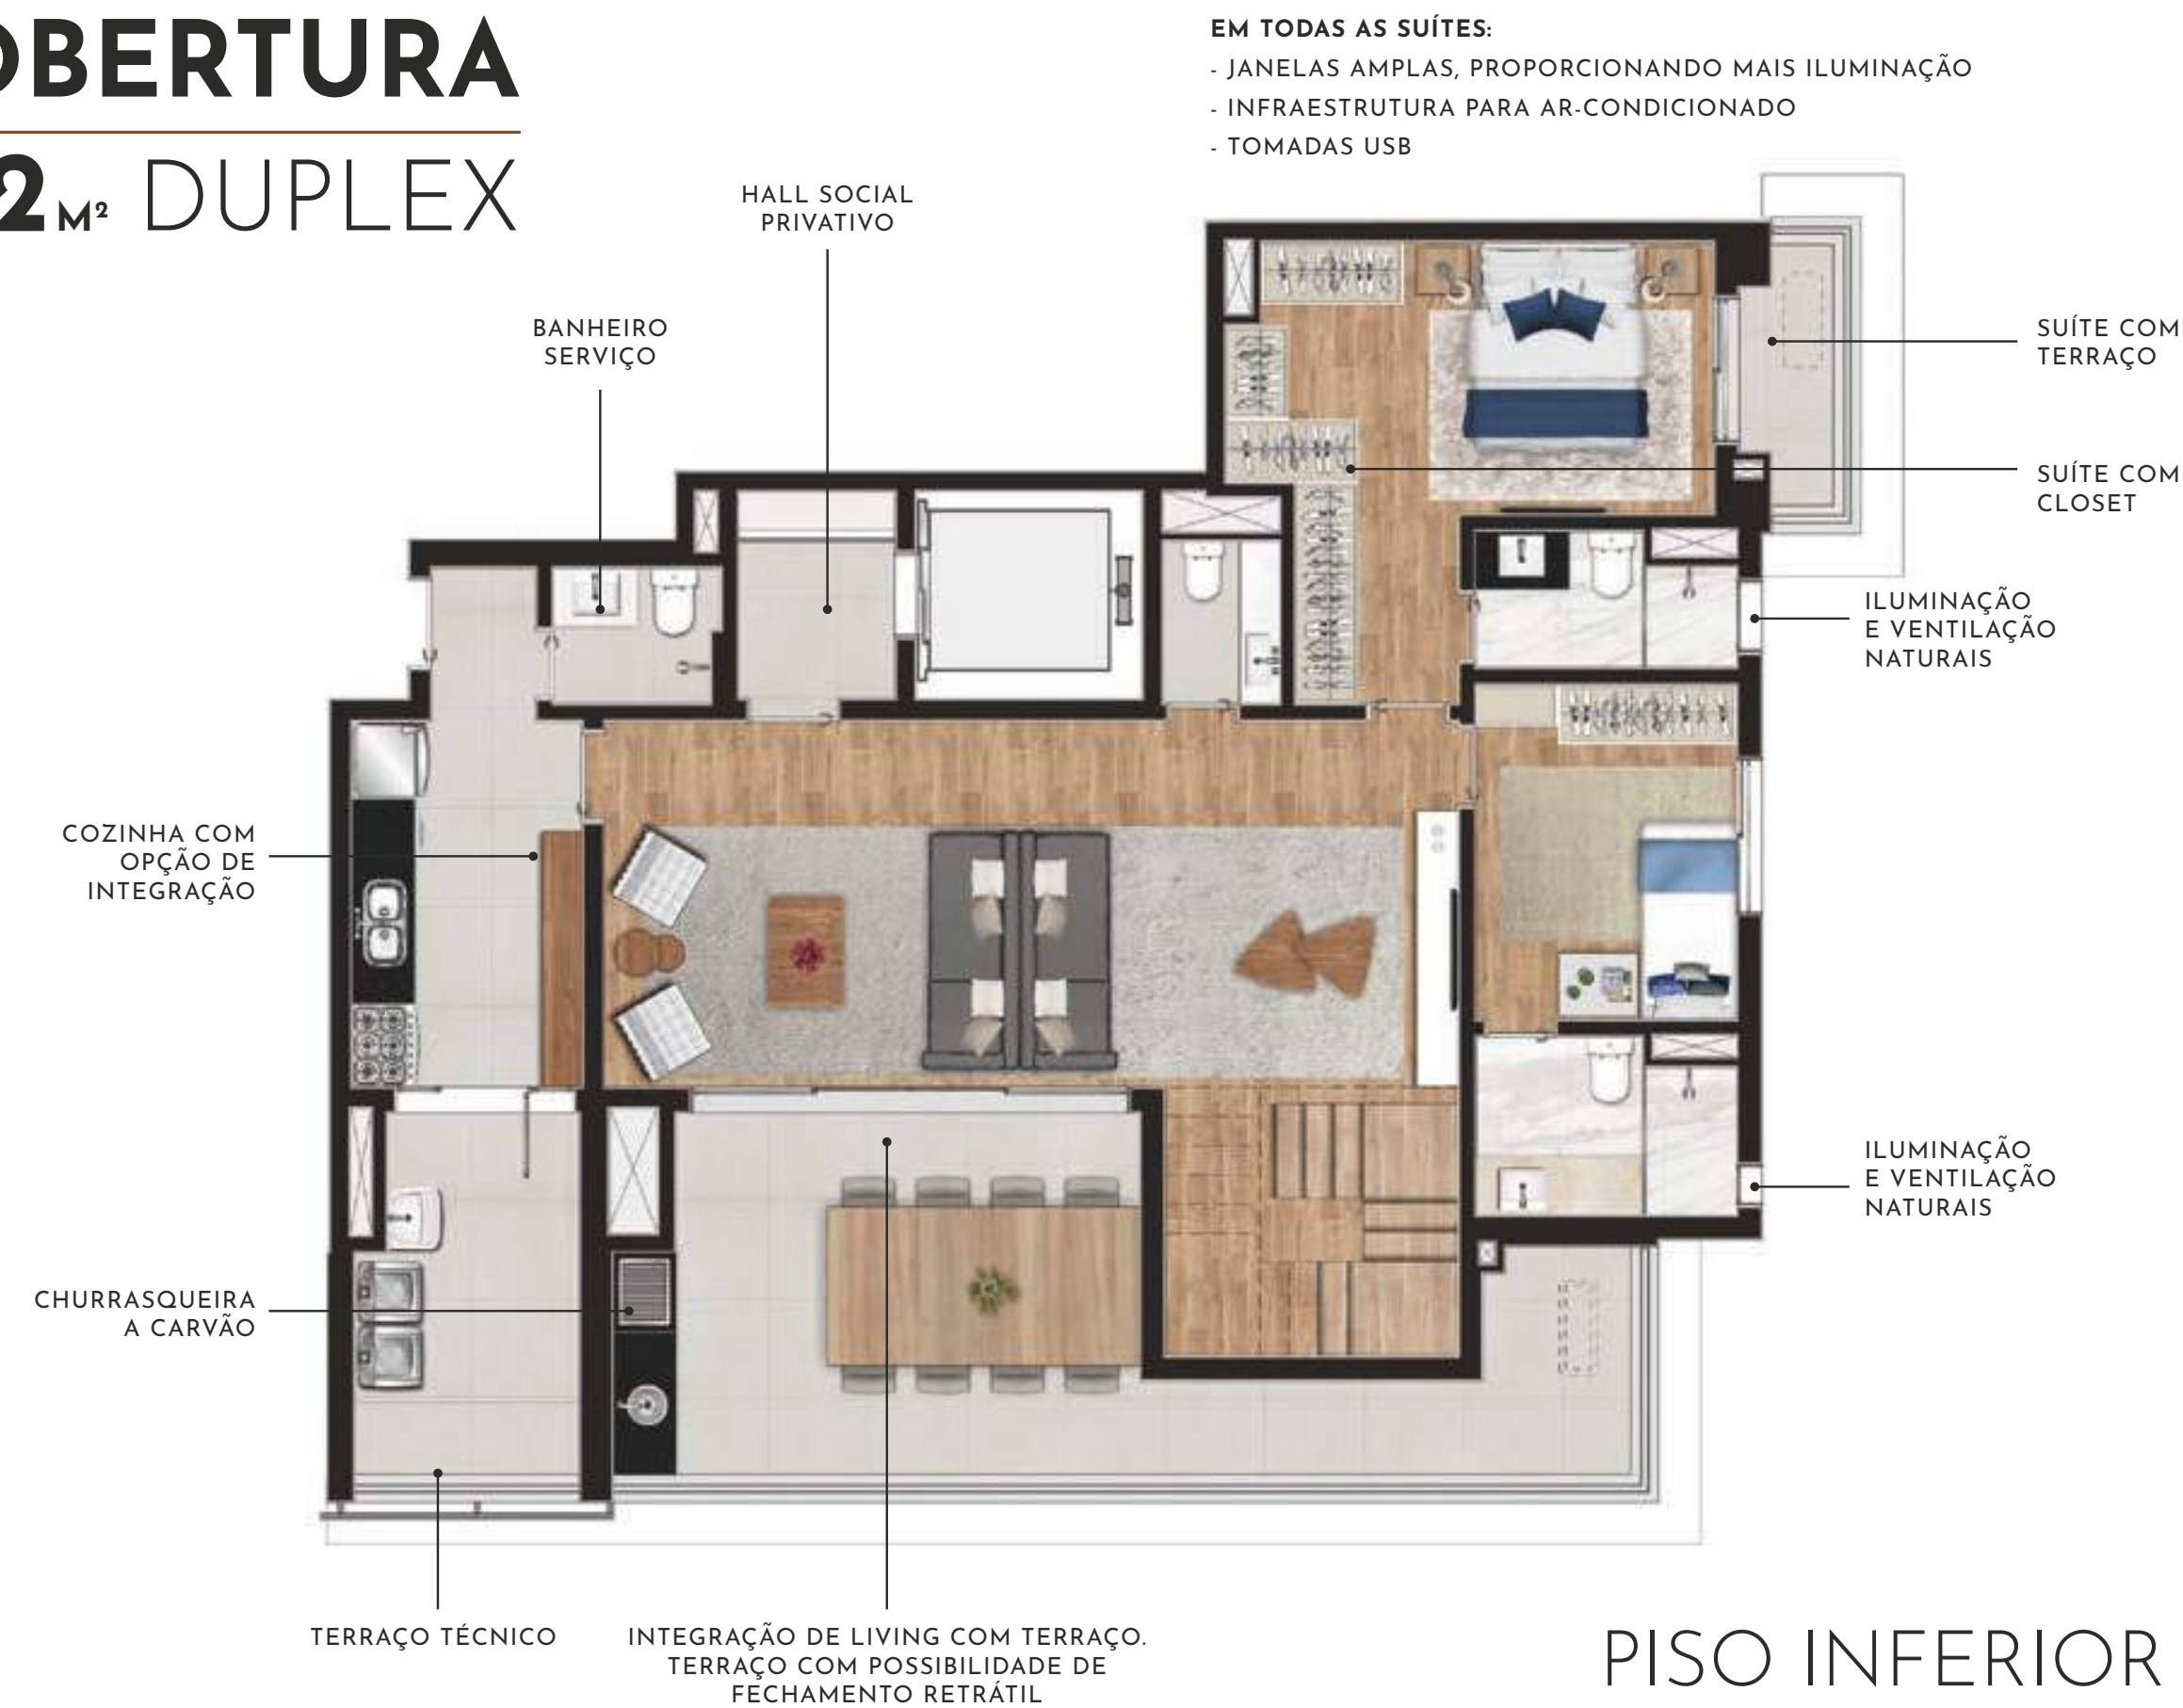 OBERTURA
2 M² DUPLEX
EM TODAS AS SUÍTES:
- JANELAS AMPLAS, PROPORCIONANDO MAIS ILUMINAÇÃO
- INFRAESTRUTURA PARA AR-CONDICIONADO
- TOMADAS USB
HALL SOCIAL
PRIVATIVO
BANHEIRO
SERVIÇO
SUÍTE COM
TERRAÇO
SUÍTE COM
CLOSET
ILUMINAÇÃO
E VENTILAÇÃO
NATURAIS
COZINHA COM
OPÇÃO DE
INTEGRAÇÃO
ILUMINAÇÃO
E VENTILAÇÃO
NATURAIS
CHURRASQUEIRA
A CARVÃO
TERRAÇO TÉCNICO
INTEGRAÇÃO DE LIVING COM TERRAÇO.
TERRAÇO COM POSSIBILIDADE DE
FECHAMENTO RETRÁTIL
PISO INFERIOR